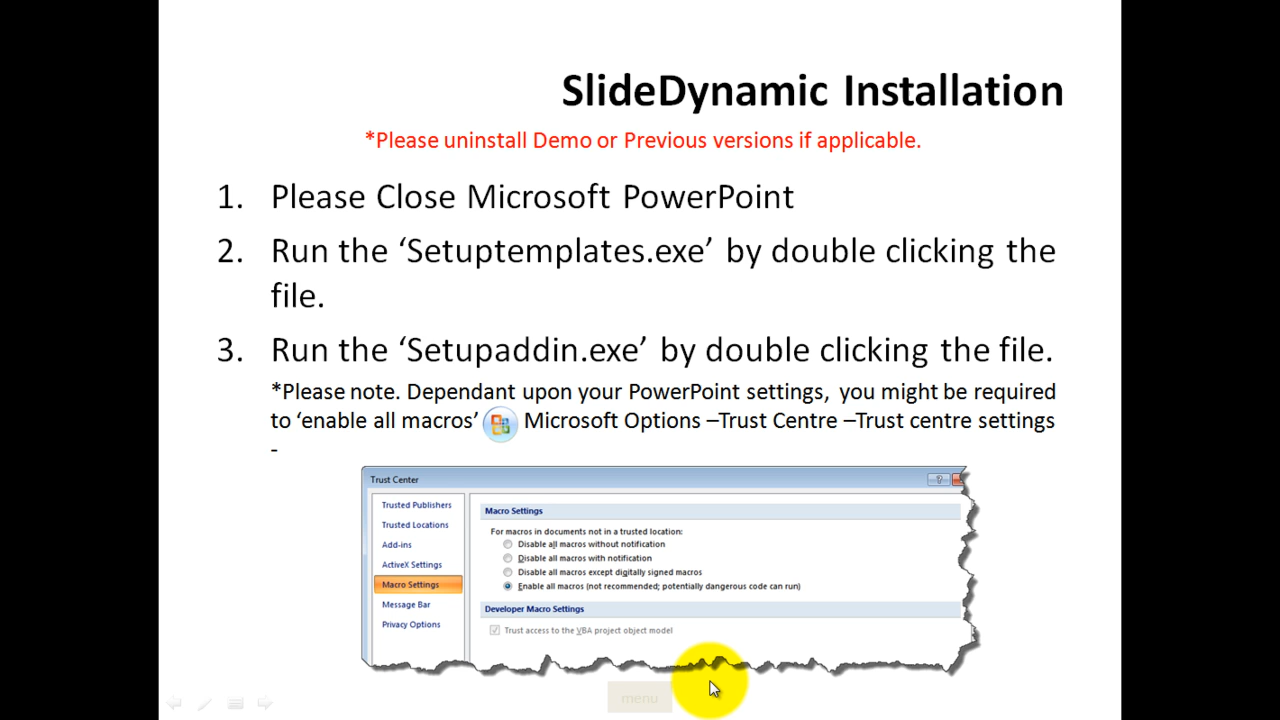 SlideDynamic Installation
*Please uninstall Demo or Previous versions if applicable.
1. Please Close Microsoft PowerPoint
2. Run the ‘Setuptemplates.exe’ by double clicking the
file.
3. Run the ‘Setupaddin.exe’ by double clicking the file.
*Please note. Dependant upon your PowerPoint settings, you might be required
to ‘enable all macros’ Microsoft Options –Trust Centre –Trust centre settings
-
Trust Center
Trusted Publishers
Trusted Locations
Add-ins
ActiveX Settings
Macro Settings
Message Bar
Privacy Options
Macro Settings
For macros in documents not in a trusted location:
Disable all macros without notification
Disable all macros with notification
Disable all macros except digitally signed macros
Enable all macros (not recommended; potentially dangerous code can run)
Developer Macro Settings
Trust access to the VBA project object model
menu